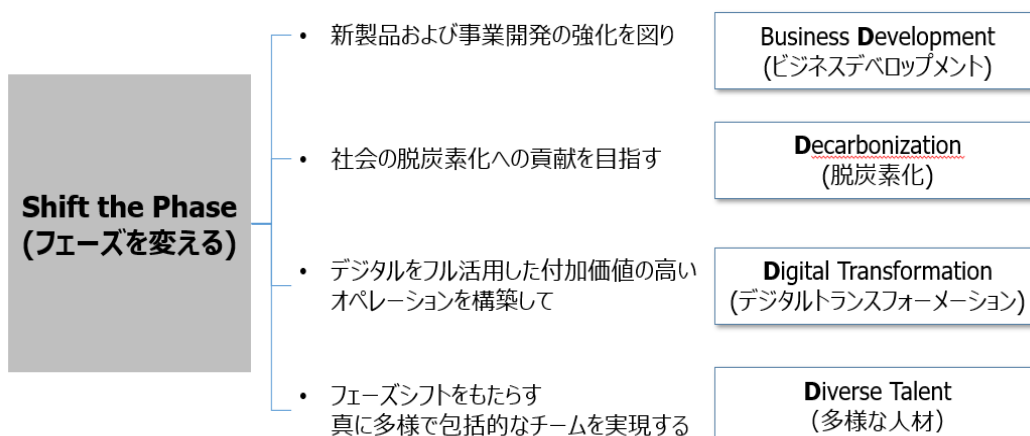 Shift the Phase
(フェーズを変える)
• 新製品および事業開発の強化を図り
Business Development
(ビジネスデベロップメント)
• 社会の脱炭素化への貢献を目指す
Decarbonization
(脱炭素化)
• デジタルをフル活用した付加価値の高い
オペレーションを構築して
Digital Transformation
(デジタルトランスフォーメーション)
• フェーズシフトをもたらす
真に多様で包括的なチームを実現する
Diverse Talent
(多様な人材)